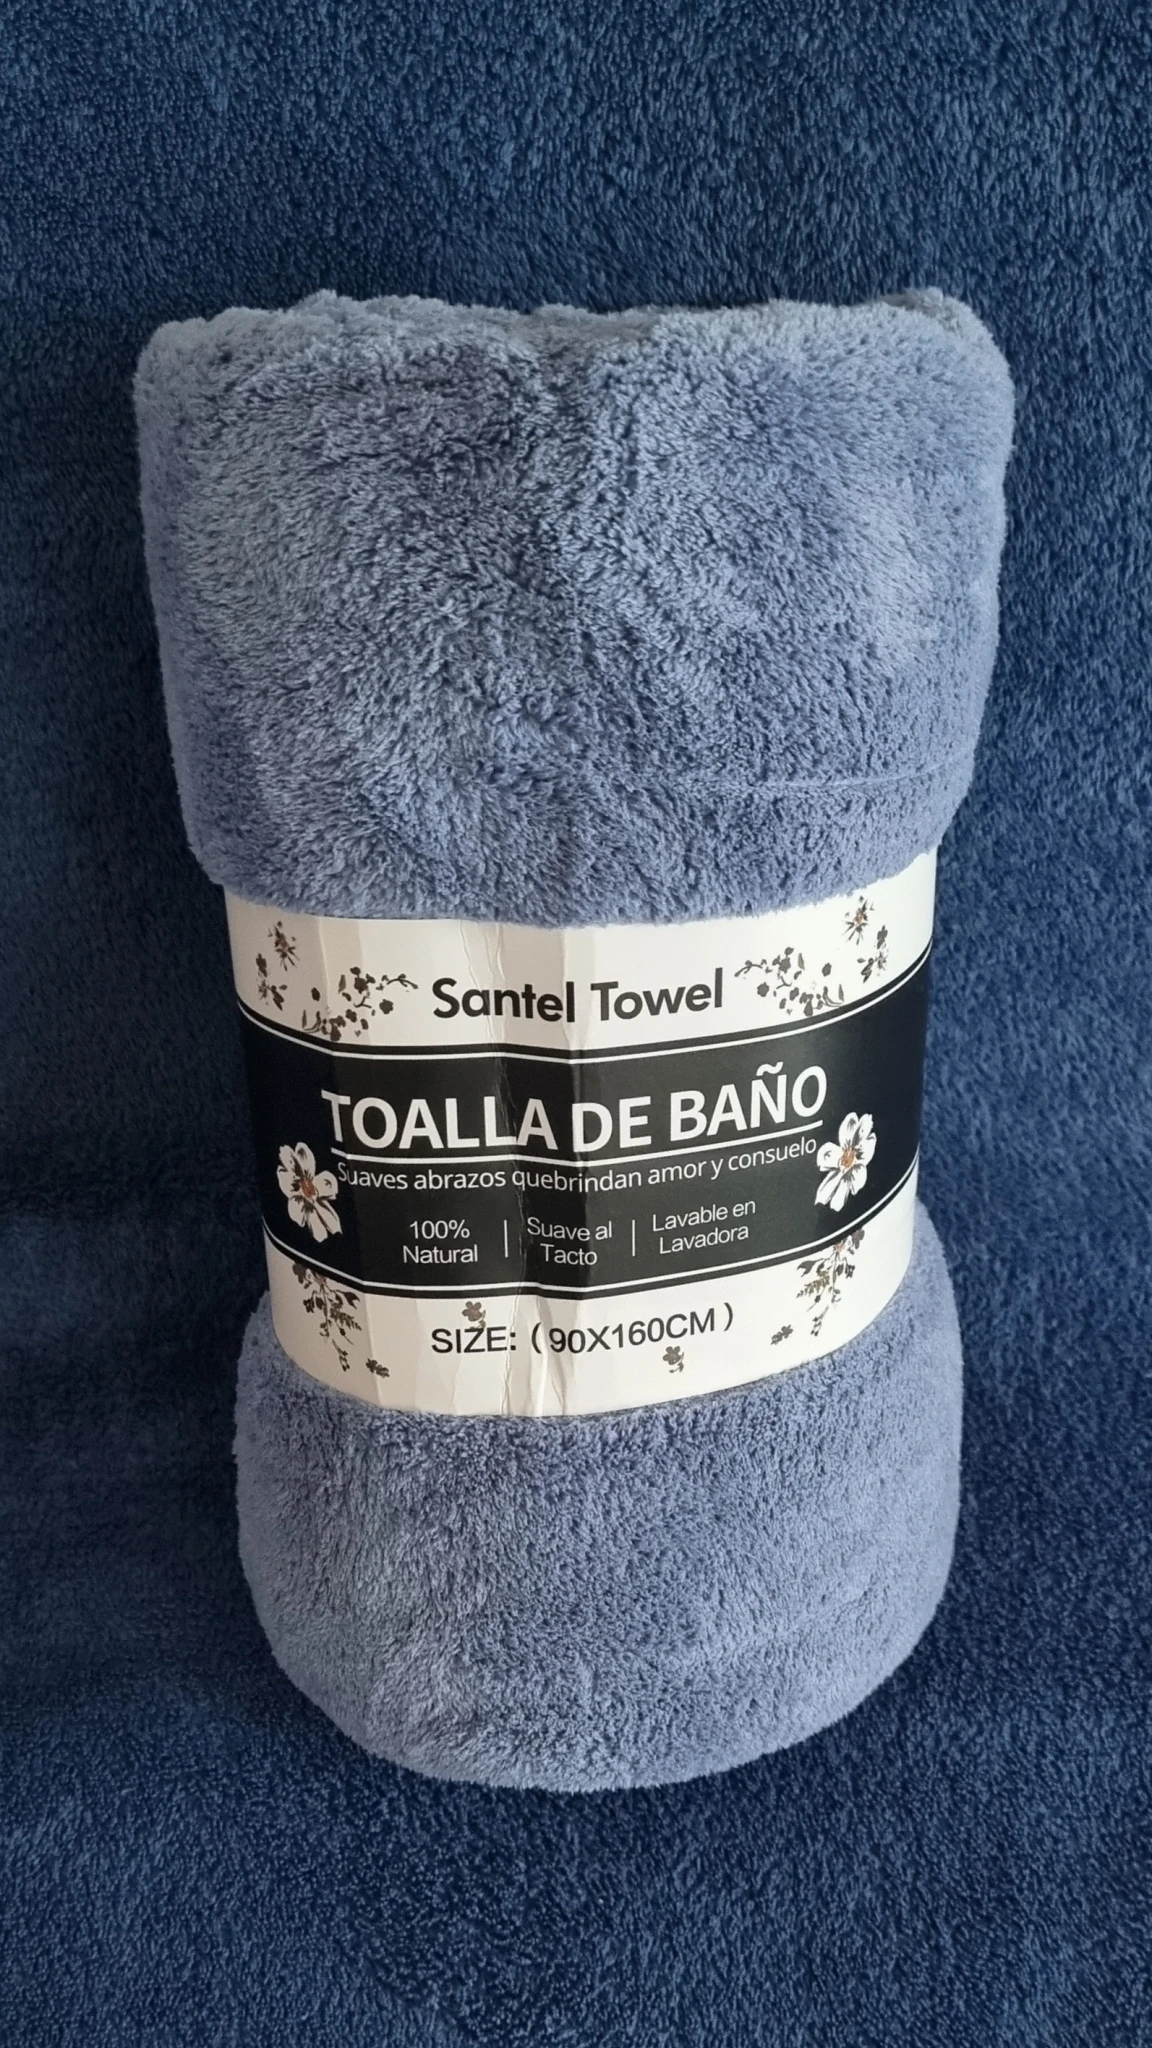 Santel Towel
TOALLA DE BAÑO
Suaves abrazos quebrindan amor y consuelo
100%
Natural
Suave al
Tacto
Lavable en
Lavadora
SIZE: (90X160CM)